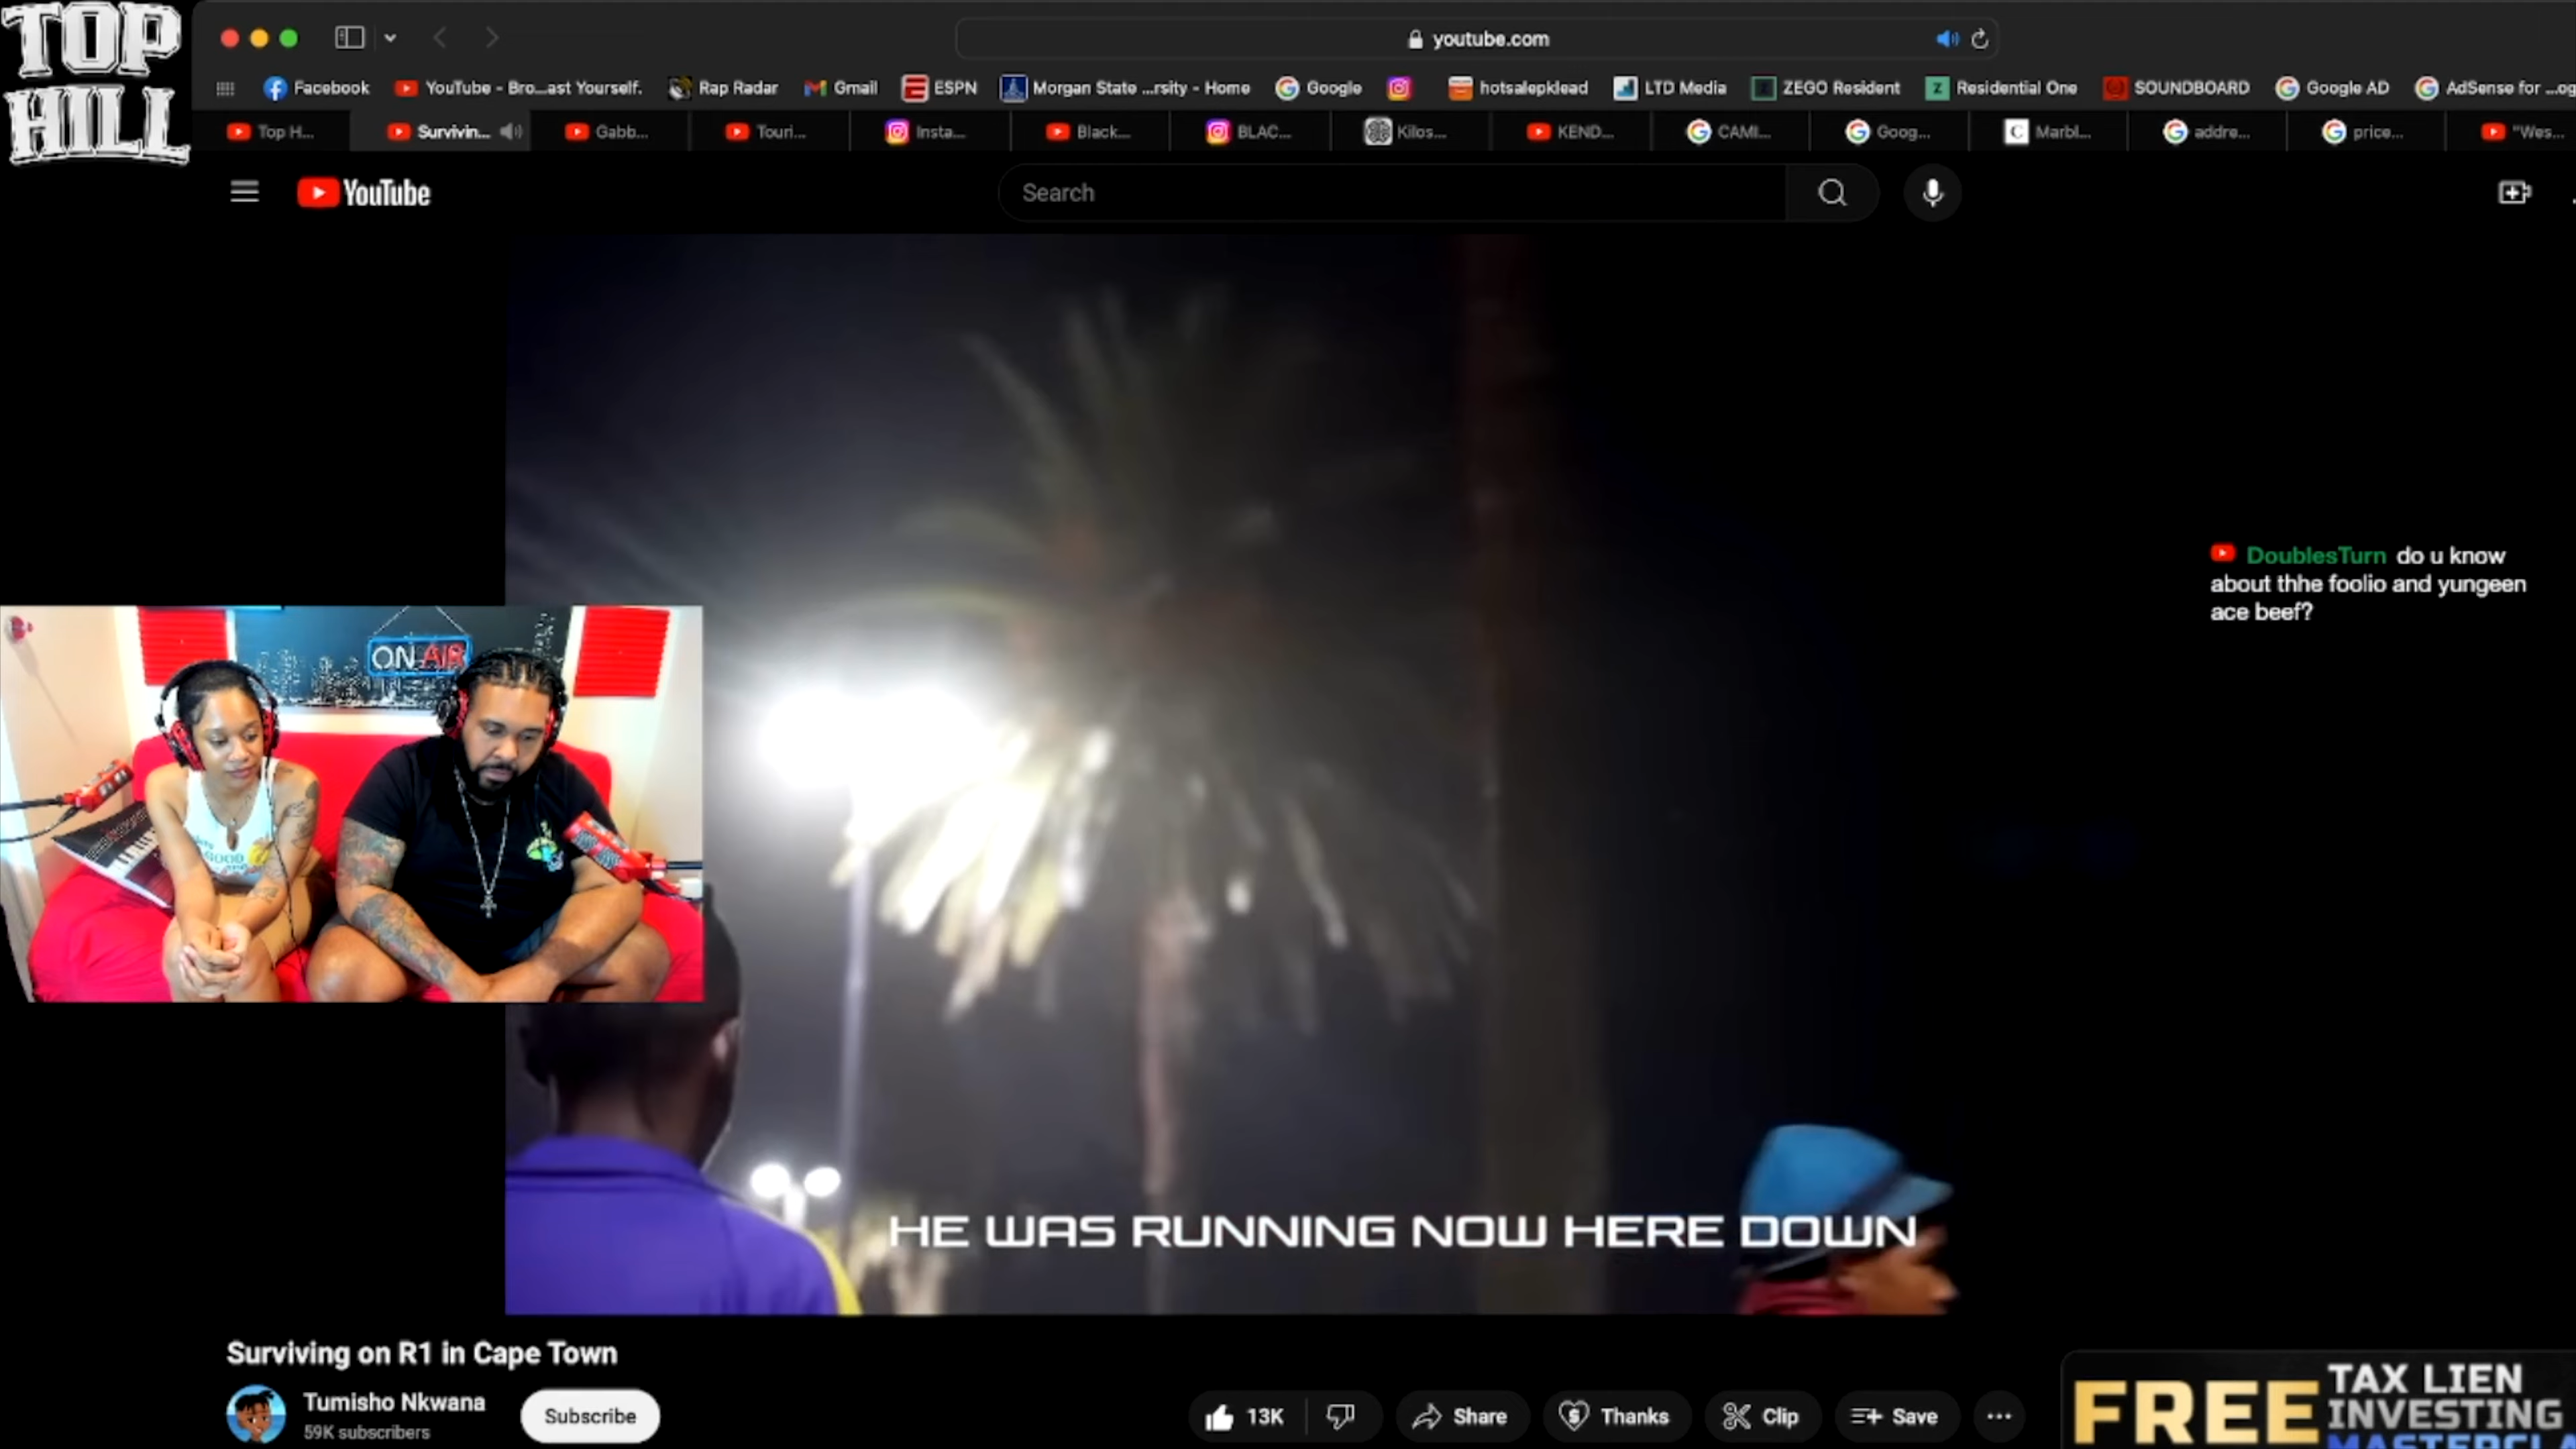 TOP
HILL
youtube.com
Facebook
YouTube - Bro...ast Yourself.
Rap Radar
Gmail
ESPN
Morgan State ...rsity - Home
Google
hotsalepklead
LTD Media
ZEGO Resident
Residential One
SOUNDBOARD
Google AD
AdSense for ...og
Top H...
Survivin...
Gabb...
Touri...
Insta...
Black...
BLAC...
Kilos...
KEND...
CAMI...
Goog...
Marbl...
addre...
price...
"Wes...
YouTube
Search
DoublesTurn do u know
about thhe foolio and yungeen
ace beef?
ON AIR
GOOD
HE WAS RUNNING NOW HERE DOWN
Surviving on R1 in Cape Town
Tumisho Nkwana
59K subscribers
Subscribe
13K
Share
Thanks
Clip
Save
FREE
TAX LIEN
INVESTING